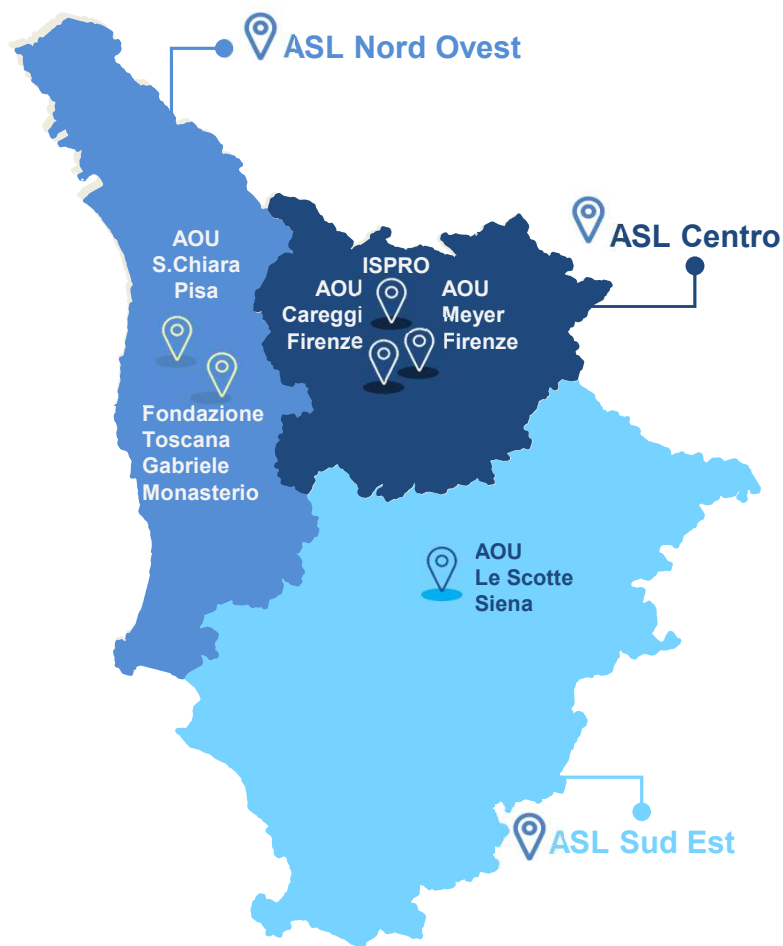 ASL Nord Ovest
ASL Centro
AOU
S.Chiara
Pisa
ISPRO
AOU
Careggi
Firenze
AOU
Meyer
Firenze
Fondazione
Toscana
Gabriele
Monasterio
AOU
Le Scotte
Siena
ASL Sud Est